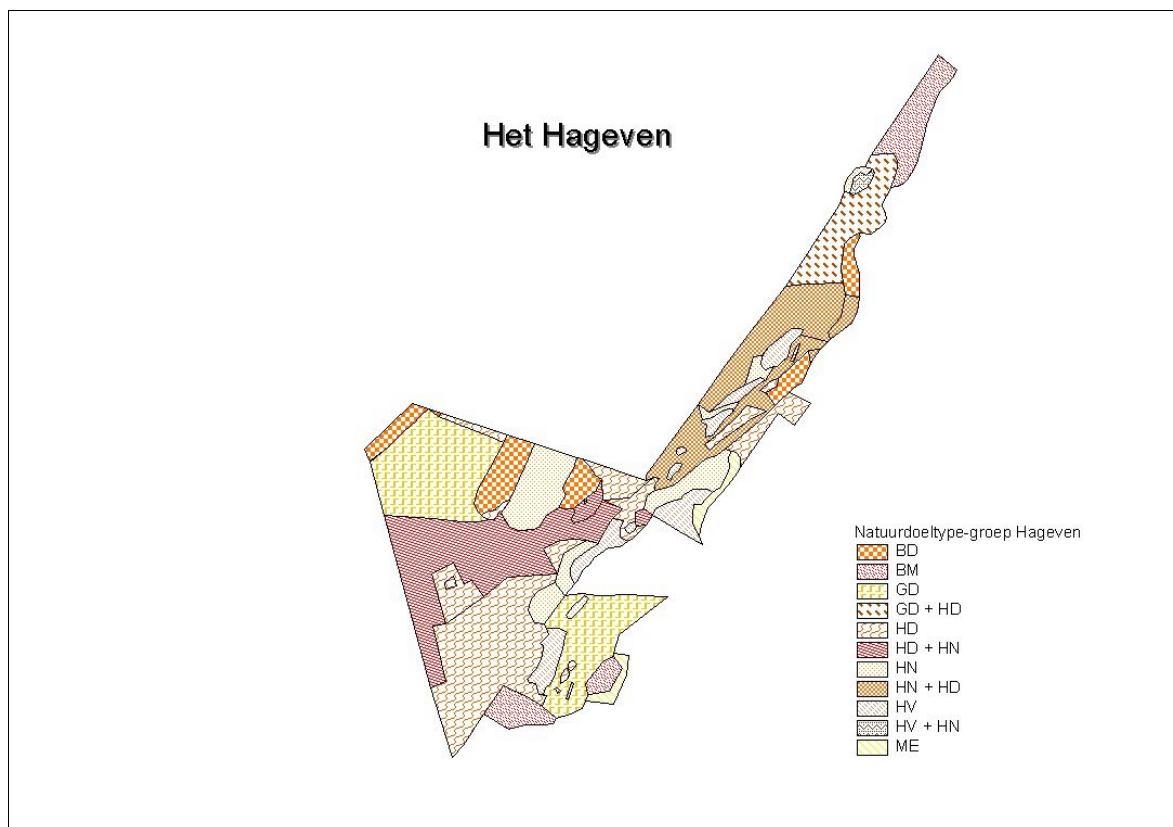 Het Hageven
Natuurdoeltype-groep Hageven
BD
BM
GD
GD + HD
HD
HD + HN
HN
HN + HD
HV
HV + HN
ME